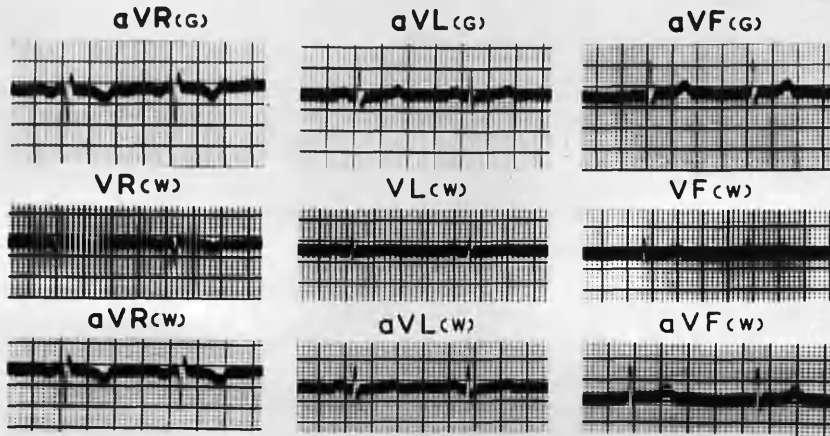 aVR(G) aVL(G) aVF(G)
VR(W) VL(W) VF(W)
aVR(W) aVL(W) aVF(W)